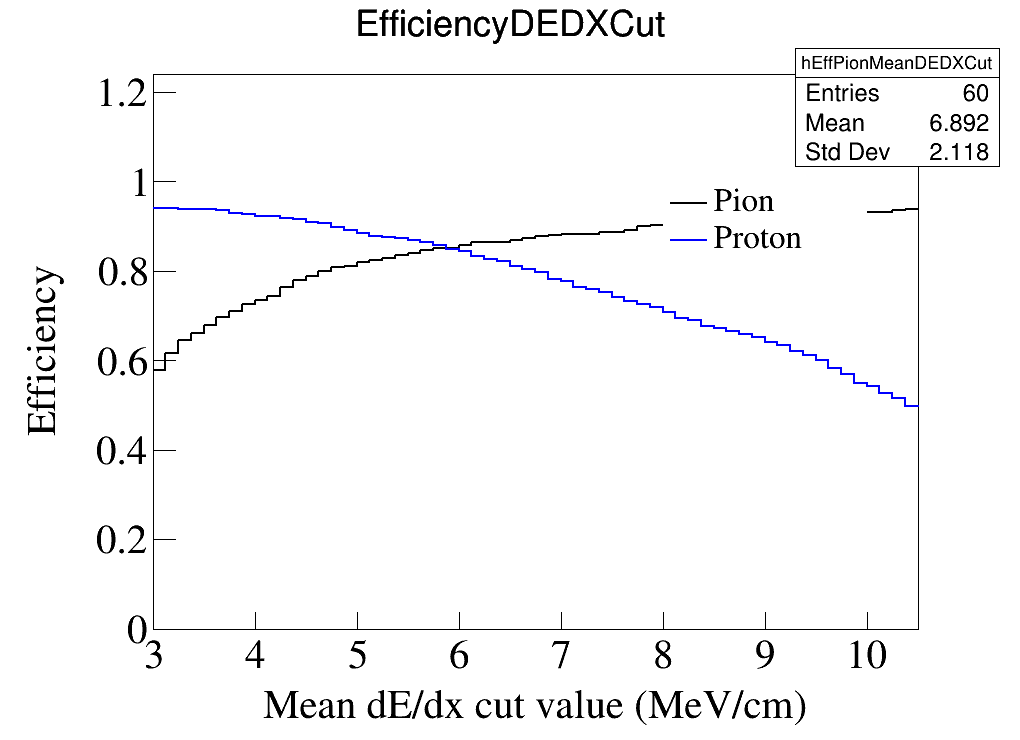 EfficiencyDEDXCut
hEffPionMeanDEDXCut
Entries 60
Mean 6.892
Std Dev 2.118
Pion
Proton
Efficiency
1.2
1
0.8
0.6
0.4
0.2
0
3 4 5 6 7 8 9 10
Mean dE/dx cut value (MeV/cm)